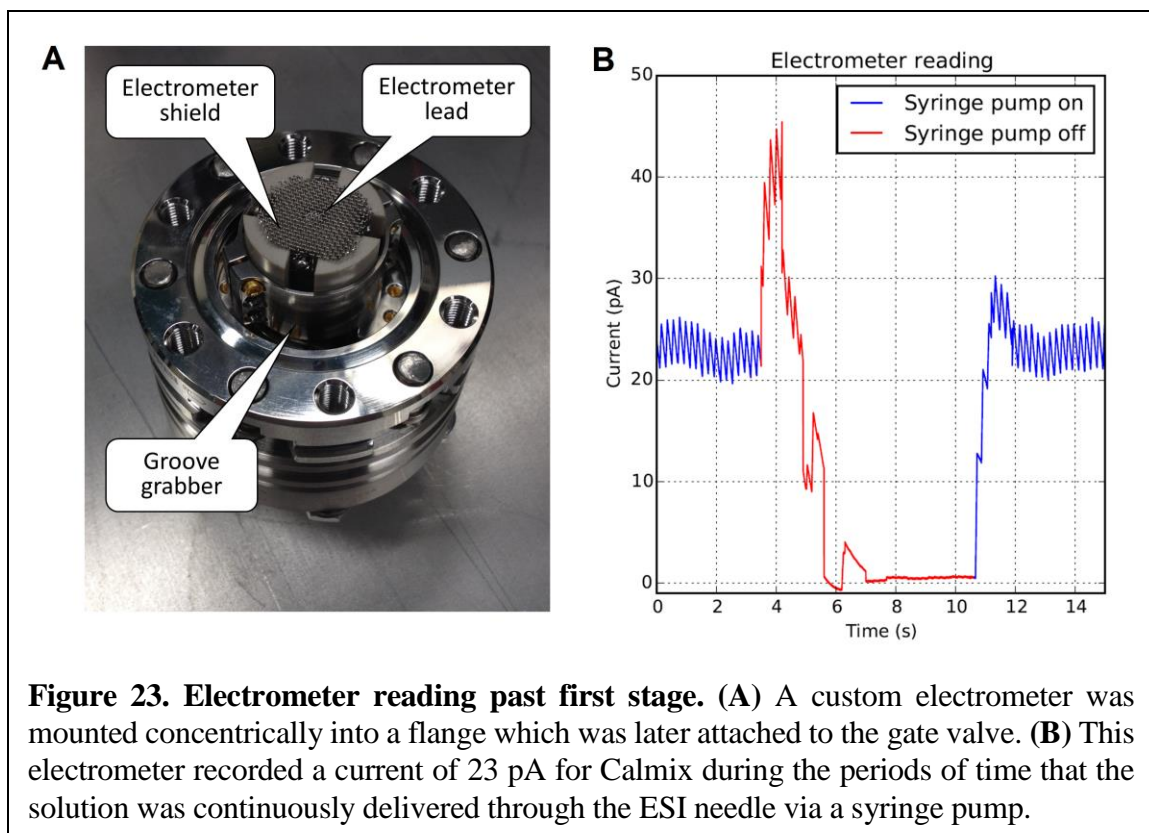 A
Electrometer
shield
Electrometer
lead
Groove
grabber
B
Electrometer reading
Syringe pump on
Syringe pump off
Current (pA)
50
40
30
20
10
0
0 2 4 6 8 10 12 14
Time (s)
Figure 23. Electrometer reading past first stage. (A) A custom electrometer was
mounted concentrically into a flange which was later attached to the gate valve. (B) This
electrometer recorded a current of 23 pA for Calmix during the periods of time that the
solution was continuously delivered through the ESI needle via a syringe pump.